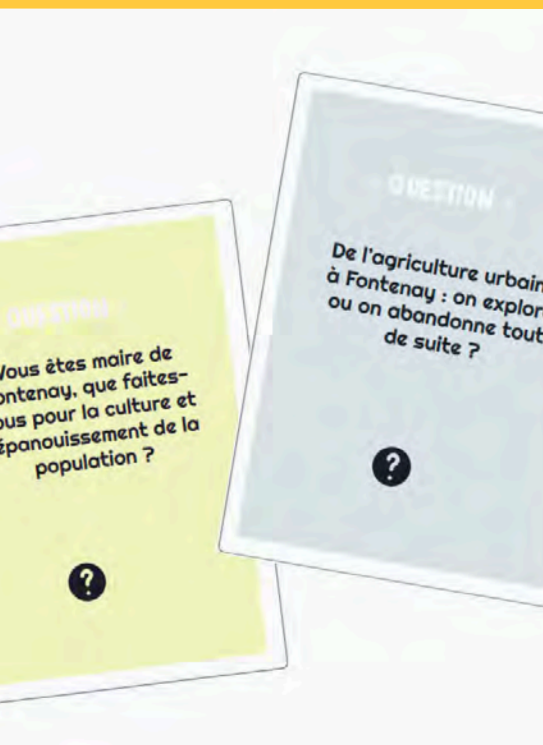 QUESTION
Vous êtes maire de
ontenay, que faites-
ous pour la culture et
épanouissement de la
population ?
?
QUESTION
De l'agriculture urbain
à Fontenay : on explor
ou on abandonne tout
de suite ?
?